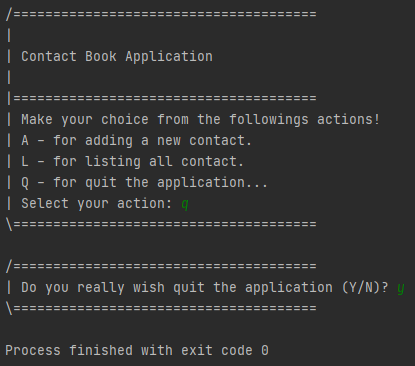 /=====================================
|
| Contact Book Application
|
|=====================================
| Make your choice from the followings actions!
| A - for adding a new contact.
| L - for listing all contact.
| Q - for quit the application...
| Select your action: q
\=====================================

/=====================================
| Do you really wish quit the application (Y/N)? y
\=====================================

Process finished with exit code 0